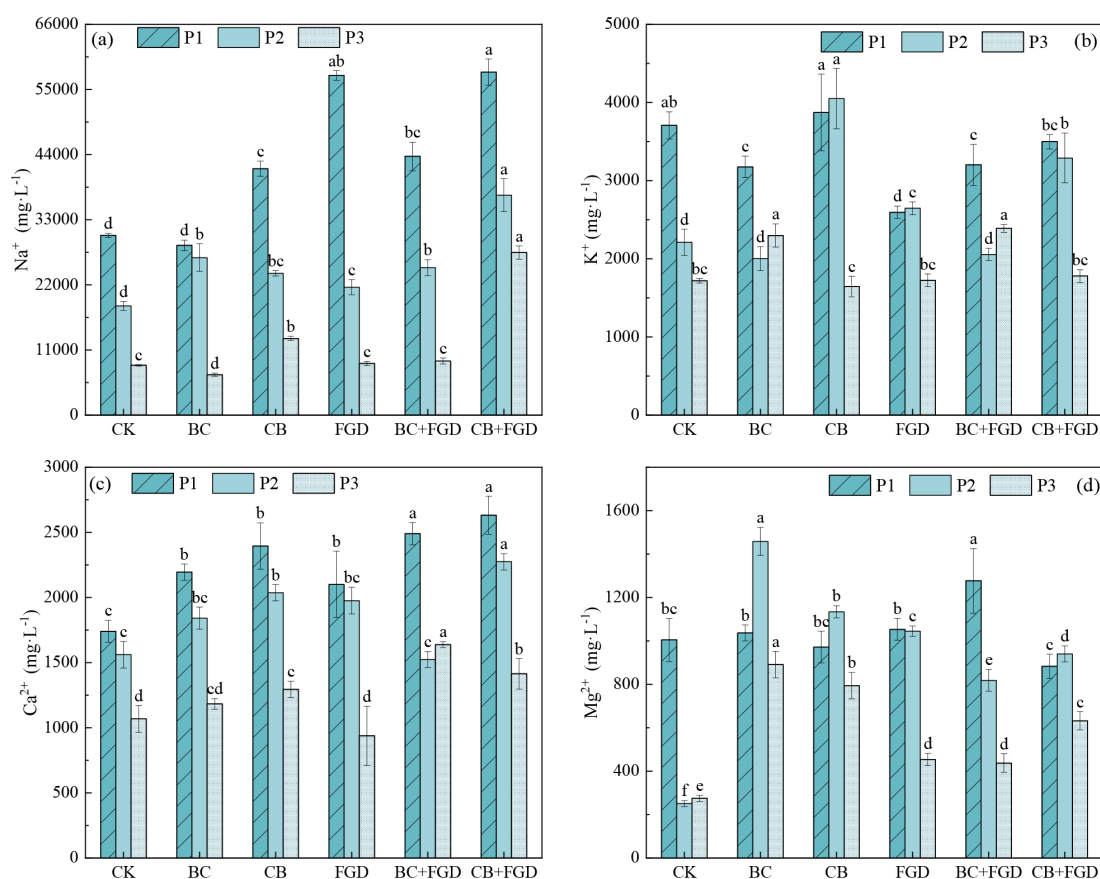 (a) P1 P2 P3
Na⁺ (mg·L⁻¹)
66000
55000
44000
33000
22000
11000
0
d d c
d b d
c bc b
ab c c
bc b c
a a a
CK BC CB FGD BC+FGD CB+FGD
P1 P2 P3 (b)
K⁺ (mg·L⁻¹)
5000
4000
3000
2000
1000
0
ab d bc
c d a
a a c
d c bc
c d a
bc b bc
CK BC CB FGD BC+FGD CB+FGD
(c) P1 P2 P3
Ca²⁺ (mg·L⁻¹)
3000
2500
2000
1500
1000
500
0
c c d
b b cd
b b c
b bc d
a c a
a a b
CK BC CB FGD BC+FGD CB+FGD
P1 P2 P3 (d)
Mg²⁺ (mg·L⁻¹)
1600
1200
800
400
0
bc f e
b a a
bc b b
b c d
a e d
c d c
CK BC CB FGD BC+FGD CB+FGD